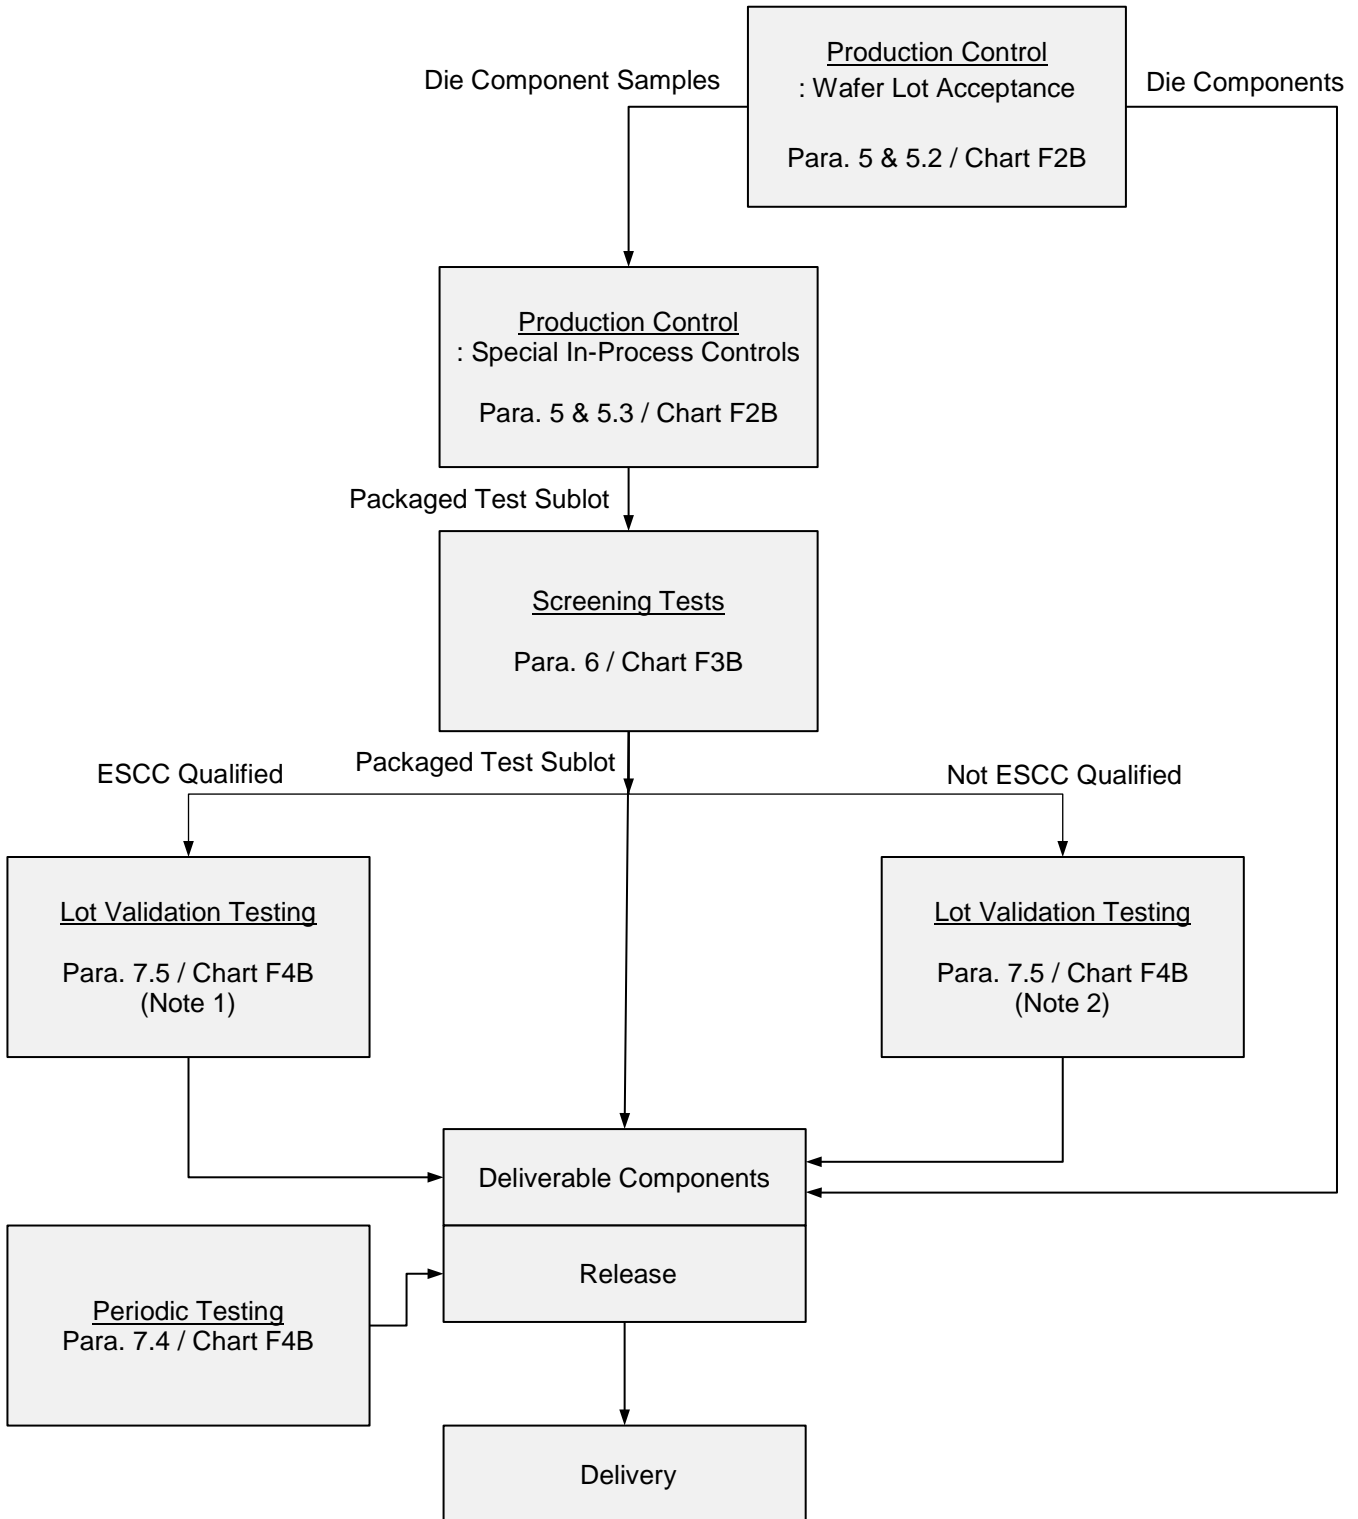 Production Control
: Wafer Lot Acceptance
Para. 5 & 5.2 / Chart F2B
Die Component Samples
Die Components
Production Control
: Special In-Process Controls
Para. 5 & 5.3 / Chart F2B
Packaged Test Sublot
Screening Tests
Para. 6 / Chart F3B
Packaged Test Sublot
ESCC Qualified
Not ESCC Qualified
Lot Validation Testing
Para. 7.5 / Chart F4B
(Note 1)
Lot Validation Testing
Para. 7.5 / Chart F4B
(Note 2)
Deliverable Components
Release
Periodic Testing
Para. 7.4 / Chart F4B
Delivery